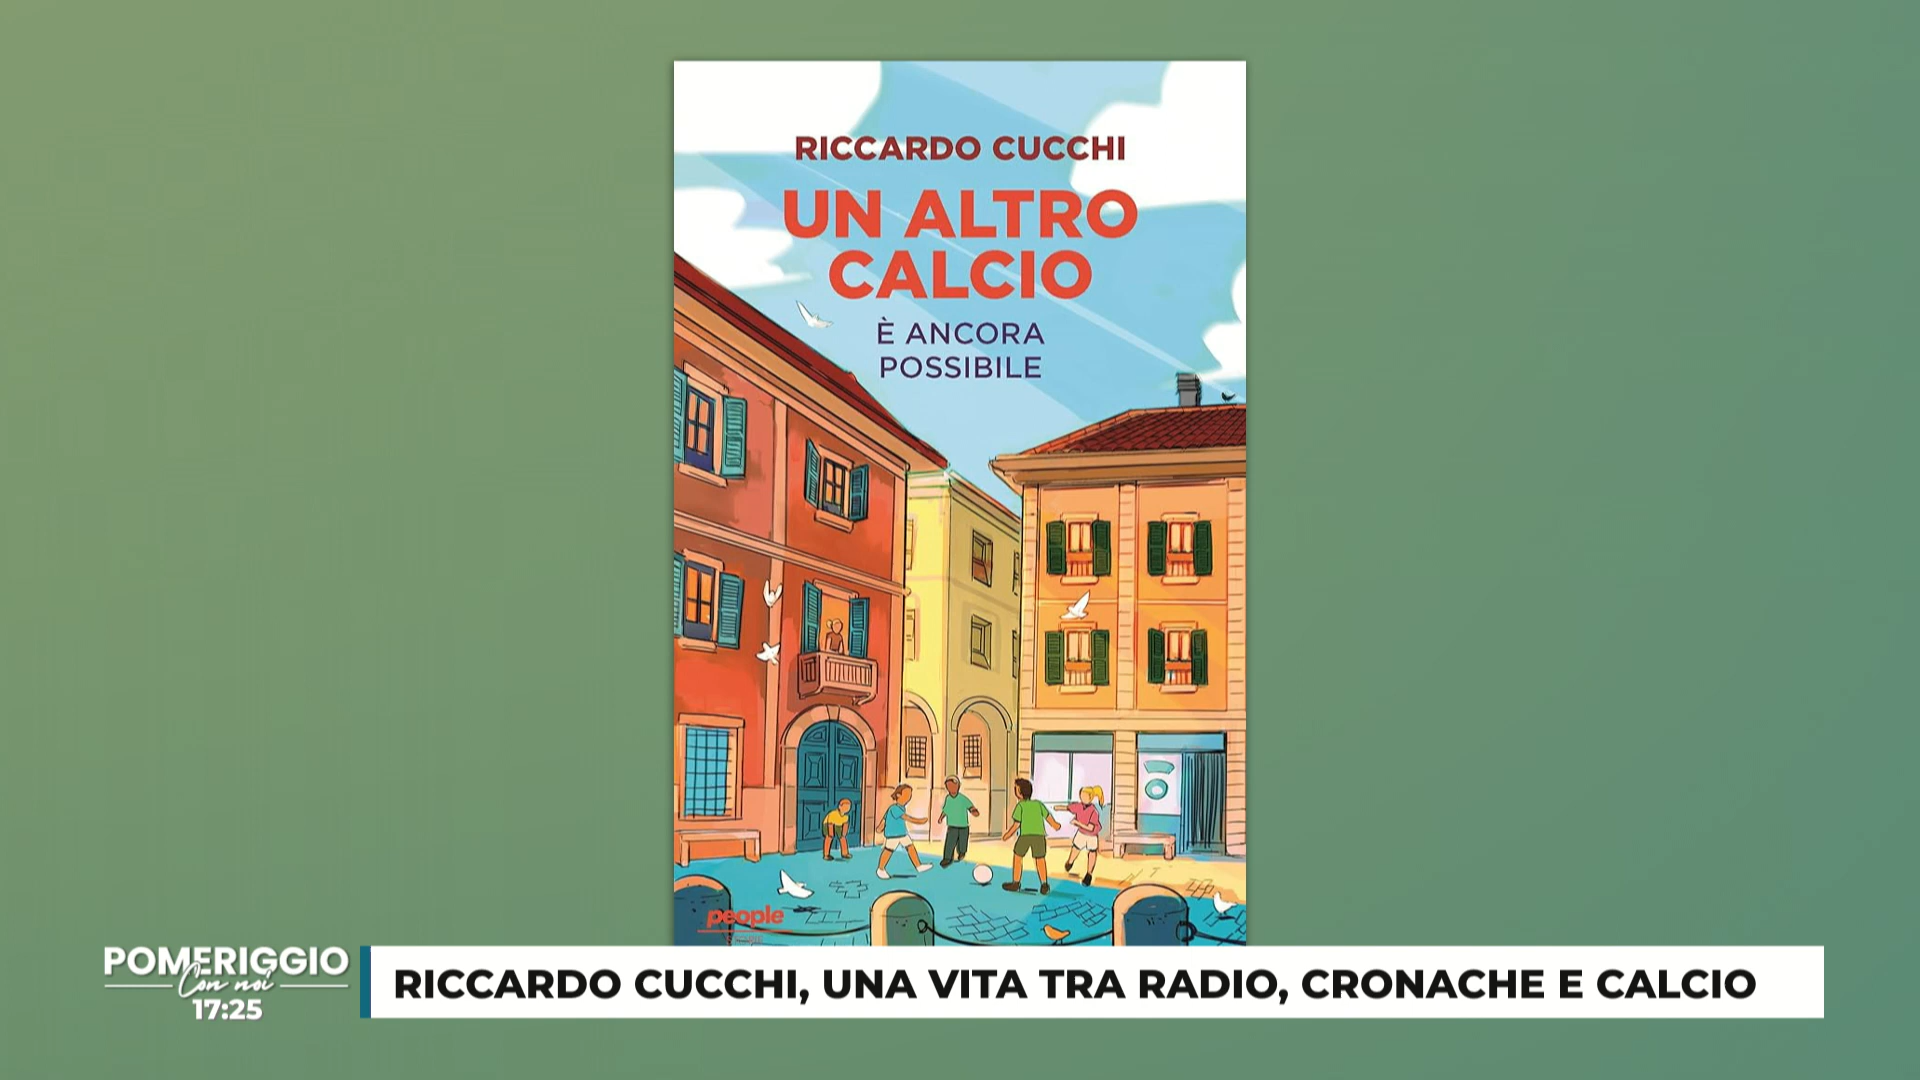 RICCARDO CUCCHI
UN ALTRO
CALCIO
È ANCORA
POSSIBILE
people
POMERIGGIO
Con noi
17:25
RICCARDO CUCCHI, UNA VITA TRA RADIO, CRONACHE E CALCIO